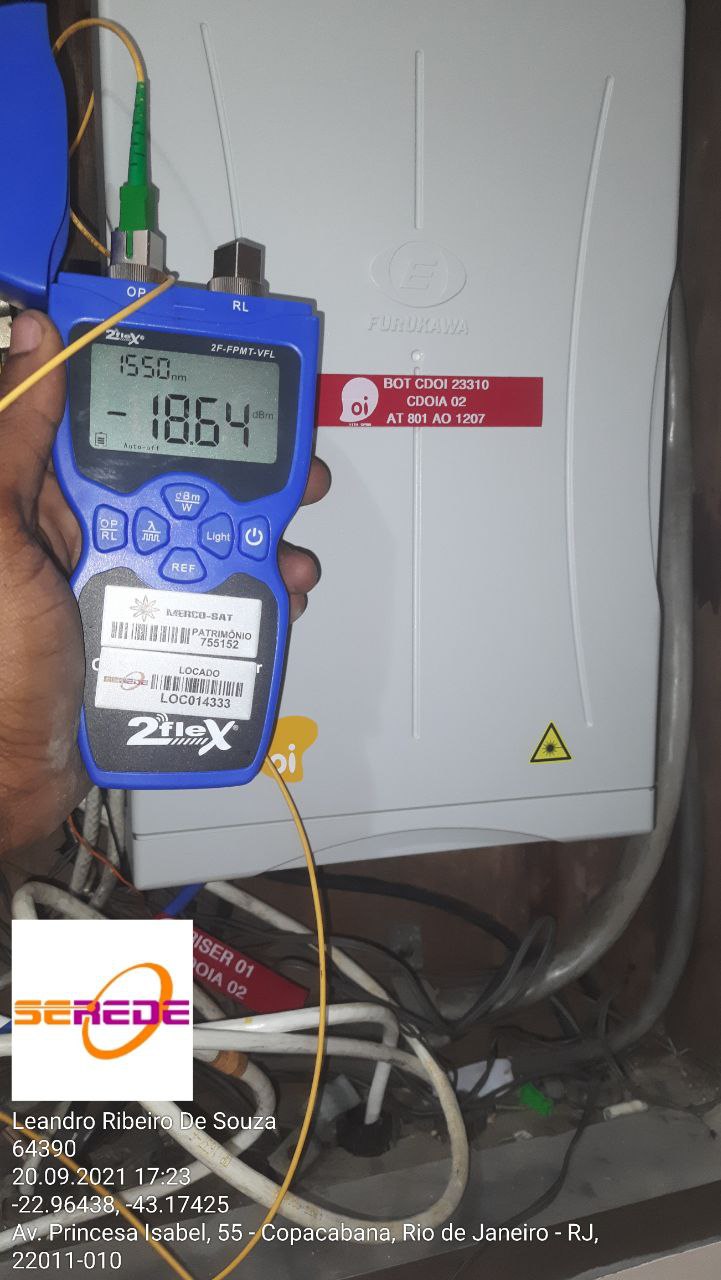 OP
RL
2flex®
2F-FPMT-VFL
1550nm
-18.64dBm
Auto-off
dBm
W
OP
RL
λ
Light
REF
MERCO-SAT
PATRIMÔNIO
755152
LOCADO
SEREDE
LOC014333
2flex®
FURUKAWA
oi
BOT CDOI 23310
CDOIA 02
AT 801 AO 1207
oi
RISER 01
DOIA 02
SEREDE
Leandro Ribeiro De Souza
64390
20.09.2021 17:23
-22.96438, -43.17425
Av. Princesa Isabel, 55 - Copacabana, Rio de Janeiro - RJ,
22011-010